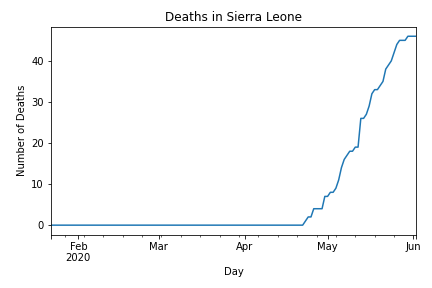 Deaths in Sierra Leone
Number of Deaths
40
30
20
10
0
Feb
2020
Mar
Apr
May
Jun
Day